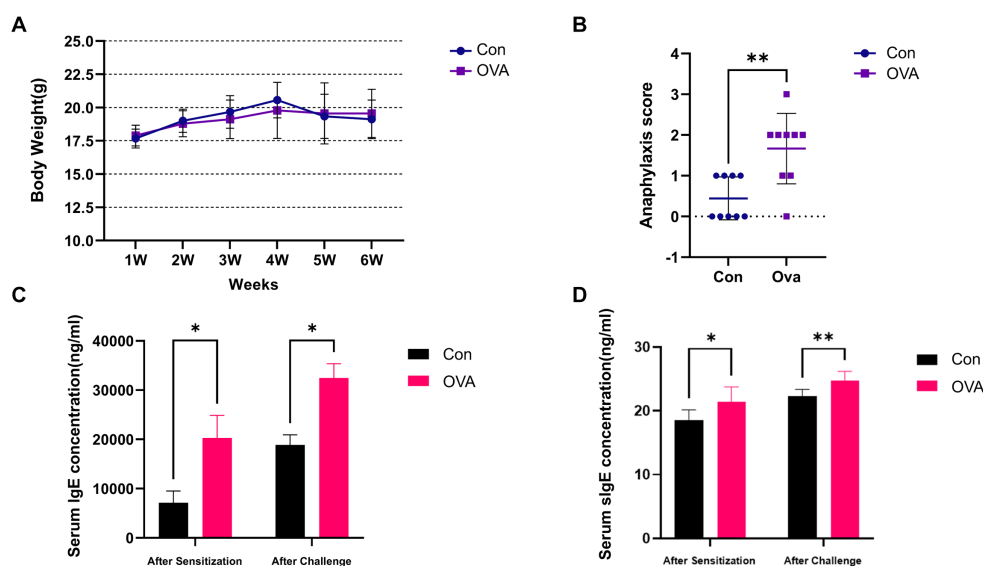 A
Body Weight(g)
25.0
22.5
20.0
17.5
15.0
12.5
10.0
1W 2W 3W 4W 5W 6W
Weeks
Con
OVA
B
Anaphylaxis score
4
3
2
1
0
-1
**
Con Ova
Con
OVA
C
Serum IgE concentration(ng/ml)
40000
30000
20000
10000
0
* *
After Sensitization After Challenge
Con
OVA
D
Serum sIgE concentration(ng/ml)
30
20
10
0
* **
After Sensitization After Challenge
Con
OVA